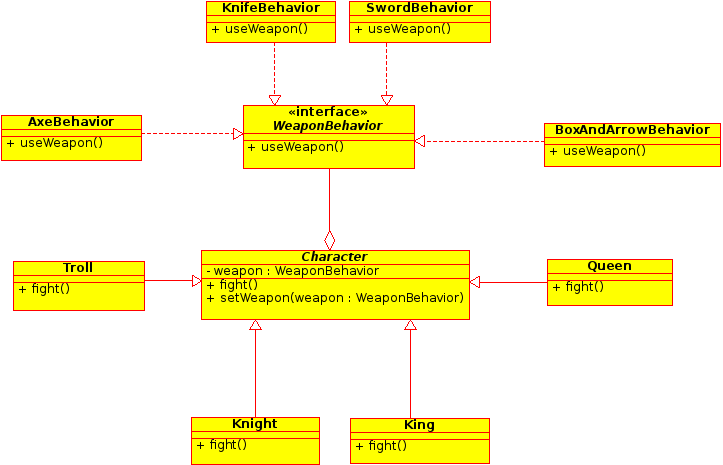 KnifeBehavior
+ useWeapon()
SwordBehavior
+ useWeapon()
«interface»
WeaponBehavior
+ useWeapon()
AxeBehavior
+ useWeapon()
BoxAndArrowBehavior
+ useWeapon()
Character
- weapon : WeaponBehavior
+ fight()
+ setWeapon(weapon : WeaponBehavior)
Troll
+ fight()
Queen
+ fight()
Knight
+ fight()
King
+ fight()